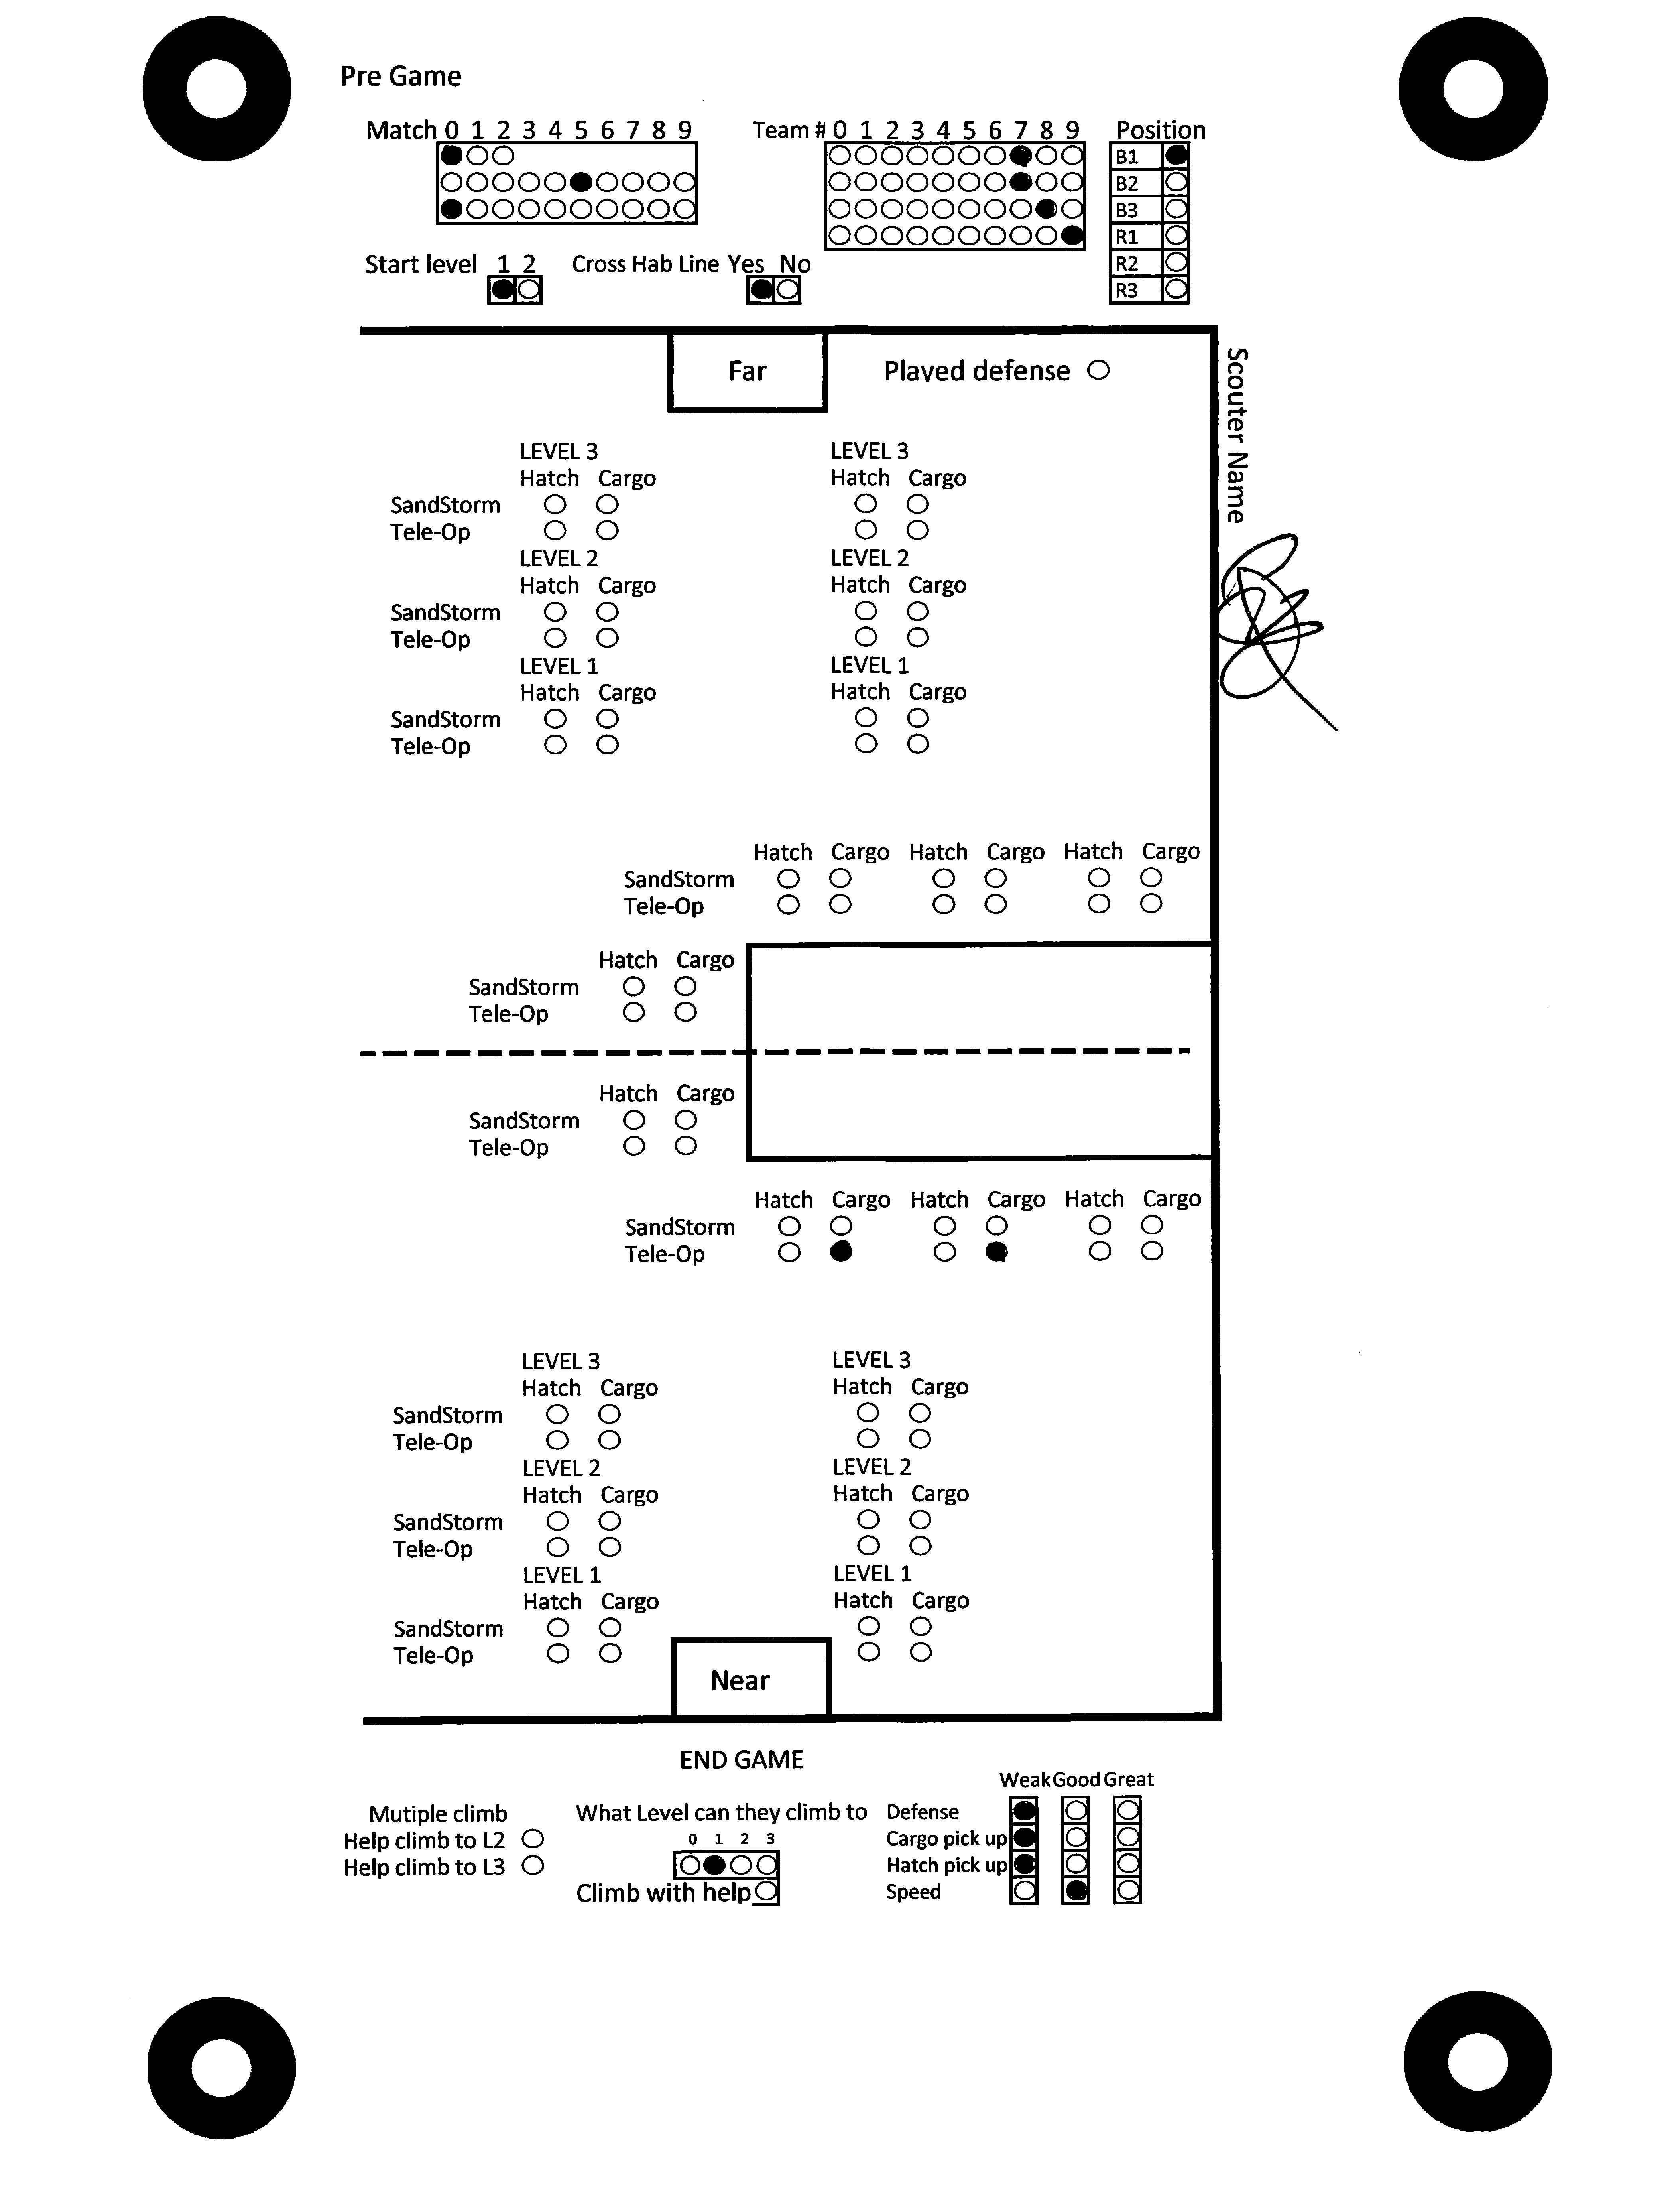 Pre Game
Match 0 1 2 3 4 5 6 7 8 9
Team # 0 1 2 3 4 5 6 7 8 9
Position
B1
B2
B3
R1
R2
R3
Start level 1 2
Cross Hab Line Yes No
Far
Played defense
Scouter Name
LEVEL 3 LEVEL 3
Hatch Cargo Hatch Cargo
SandStorm
Tele-Op
LEVEL 2 LEVEL 2
Hatch Cargo Hatch Cargo
SandStorm
Tele-Op
LEVEL 1 LEVEL 1
Hatch Cargo Hatch Cargo
SandStorm
Tele-Op
Hatch Cargo Hatch Cargo Hatch Cargo
SandStorm
Tele-Op
Hatch Cargo
SandStorm
Tele-Op
Hatch Cargo
SandStorm
Tele-Op
Hatch Cargo Hatch Cargo Hatch Cargo
SandStorm
Tele-Op
LEVEL 3 LEVEL 3
Hatch Cargo Hatch Cargo
SandStorm
Tele-Op
LEVEL 2 LEVEL 2
Hatch Cargo Hatch Cargo
SandStorm
Tele-Op
LEVEL 1 LEVEL 1
Hatch Cargo Hatch Cargo
SandStorm
Tele-Op
Near
END GAME
Mutiple climb
Help climb to L2
Help climb to L3
What Level can they climb to
0 1 2 3
Climb with help
Weak Good Great
Defense
Cargo pick up
Hatch pick up
Speed